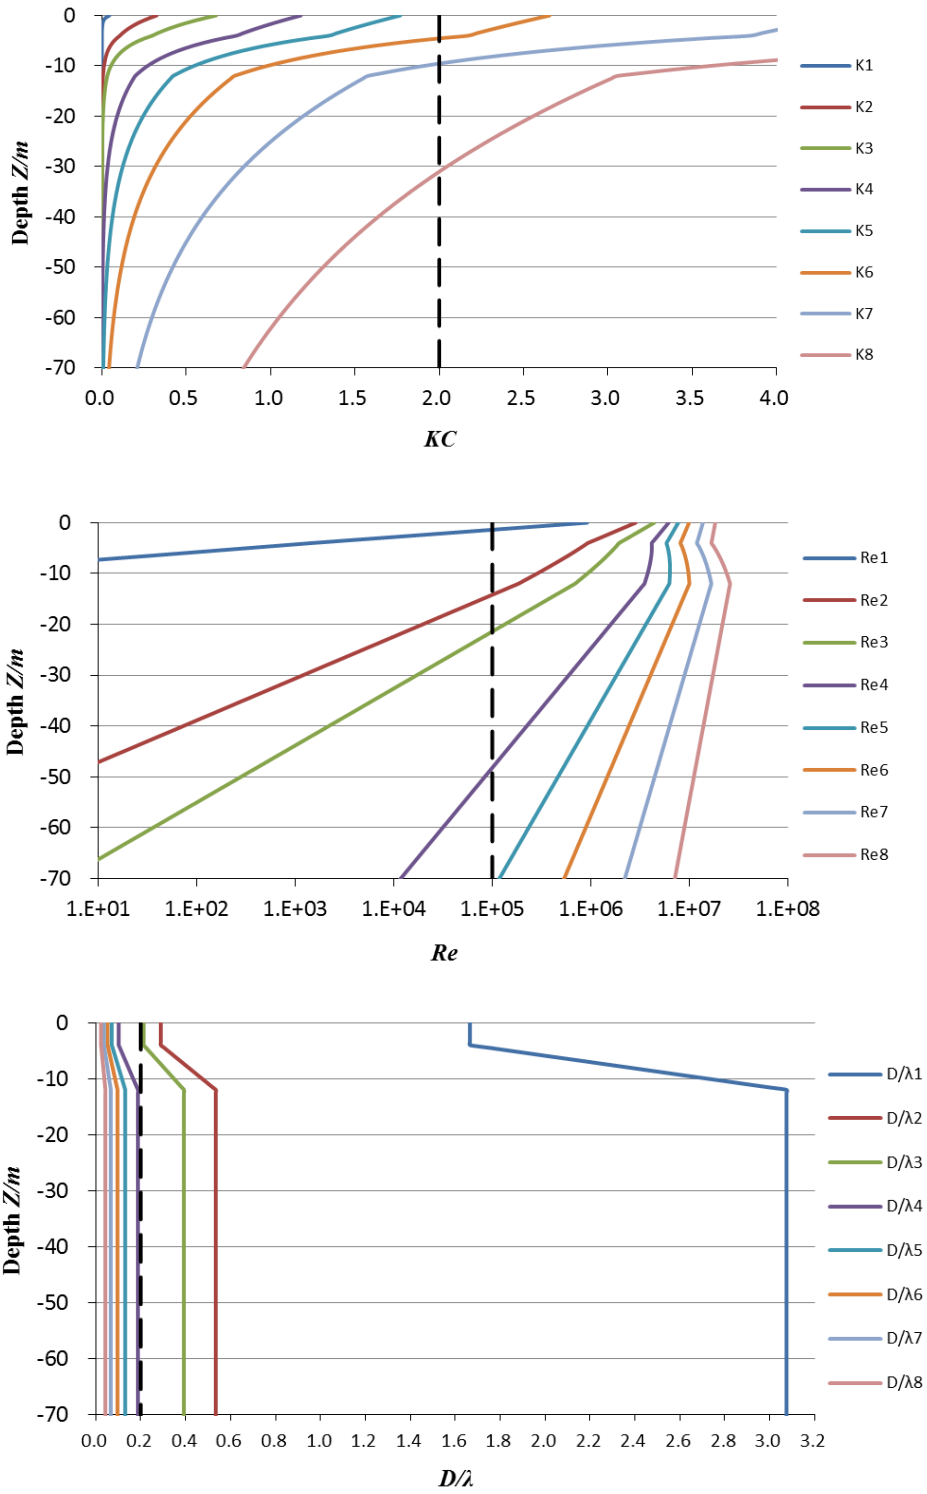 0
-10
-20
-30
-40
-50
-60
-70
Depth Z/m
0.0 0.5 1.0 1.5 2.0 2.5 3.0 3.5 4.0
KC
K1
K2
K3
K4
K5
K6
K7
K8
0
-10
-20
-30
-40
-50
-60
-70
Depth Z/m
1.E+01 1.E+02 1.E+03 1.E+04 1.E+05 1.E+06 1.E+07 1.E+08
Re
Re1
Re2
Re3
Re4
Re5
Re6
Re7
Re8
0
-10
-20
-30
-40
-50
-60
-70
Depth Z/m
0.0 0.2 0.4 0.6 0.8 1.0 1.2 1.4 1.6 1.8 2.0 2.2 2.4 2.6 2.8 3.0 3.2
D/λ
D/λ1
D/λ2
D/λ3
D/λ4
D/λ5
D/λ6
D/λ7
D/λ8